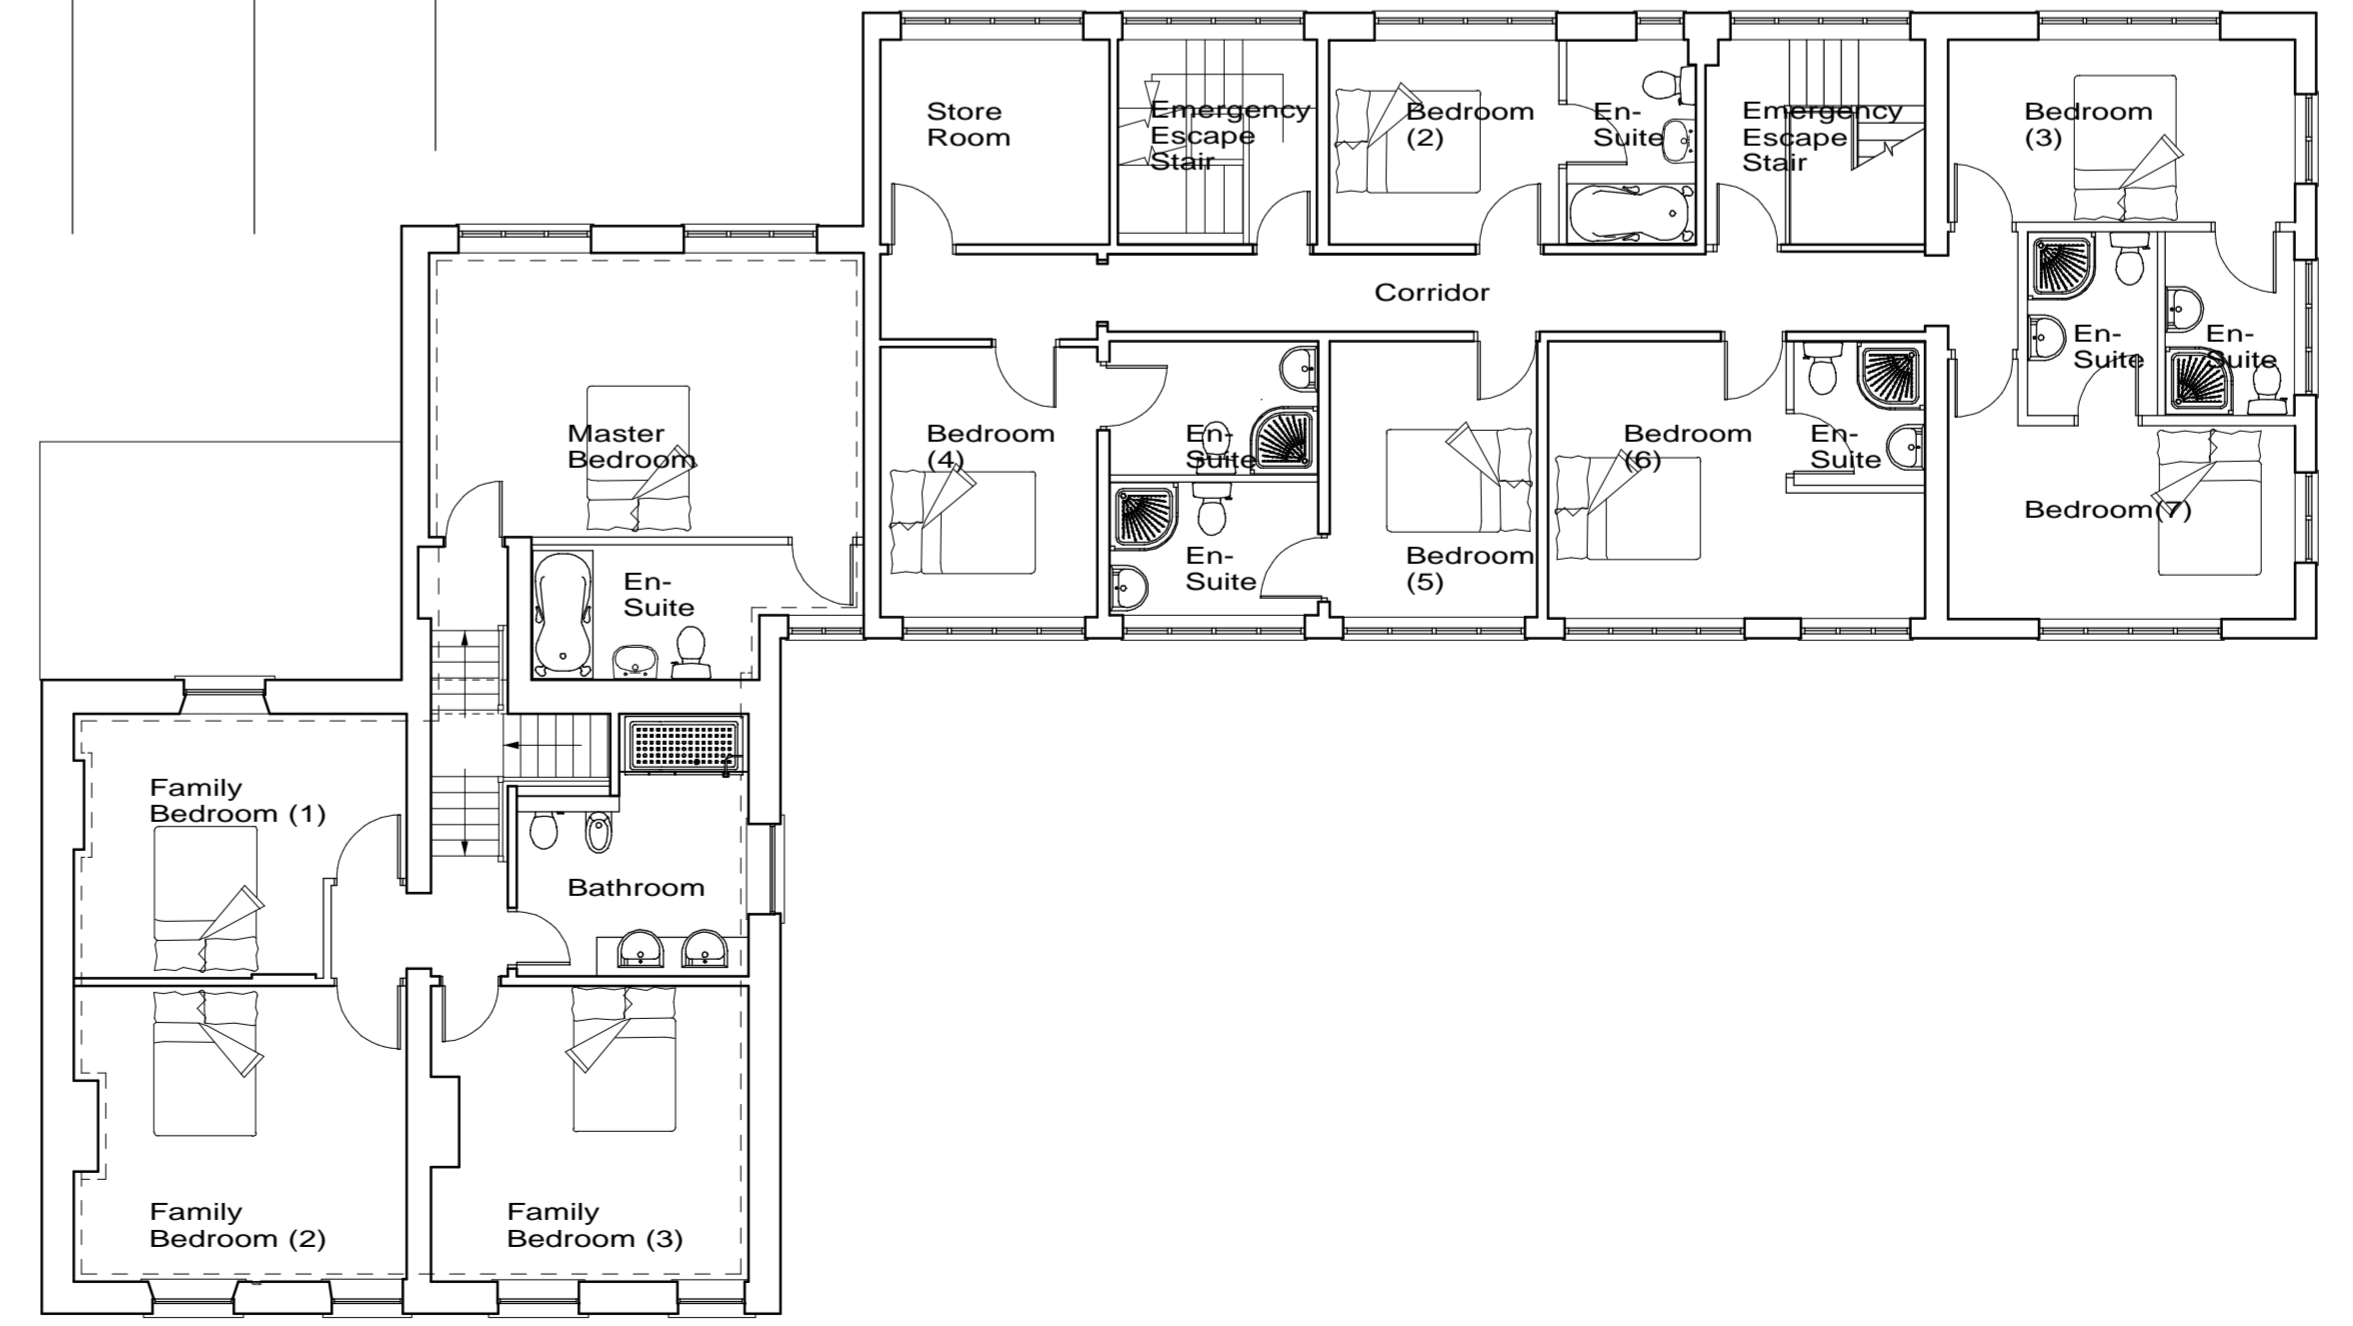 Store
Room
Emergency
Escape
Stair
Bedroom
(2)
En-
Suite
Emergency
Escape
Stair
Bedroom
(3)
Corridor
En-
Suite
En-
Suite
Master
Bedroom
Bedroom
(4)
En-
Suite
Bedroom
(6)
En-
Suite
Bedroom(7)
En-
Suite
En-
Suite
Bedroom
(5)
Family
Bedroom (1)
Bathroom
Family
Bedroom (2)
Family
Bedroom (3)